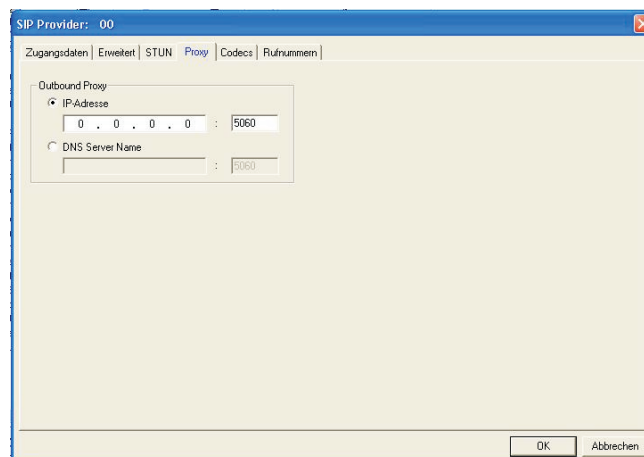 SIP Provider: 00
Zugangsdaten Erweitert STUN Proxy Codecs Rufnummern
Outbound Proxy
IP-Adresse
0 . 0 . 0 . 0 : 5060
DNS Server Name
: 5060
OK Abbrechen